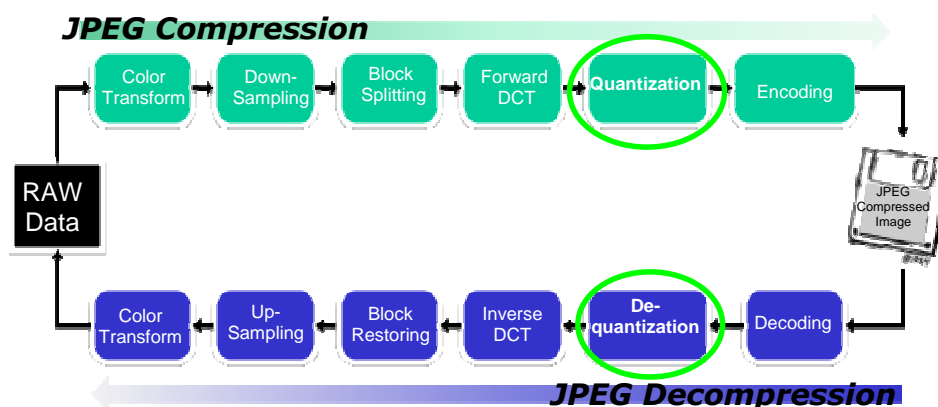 JPEG Compression
Color
Transform
Down-
Sampling
Block
Splitting
Forward
DCT
Quantization
Encoding
RAW
Data
JPEG
Compressed
Image
Color
Transform
Up-
Sampling
Block
Restoring
Inverse
DCT
De-
quantization
Decoding
JPEG Decompression